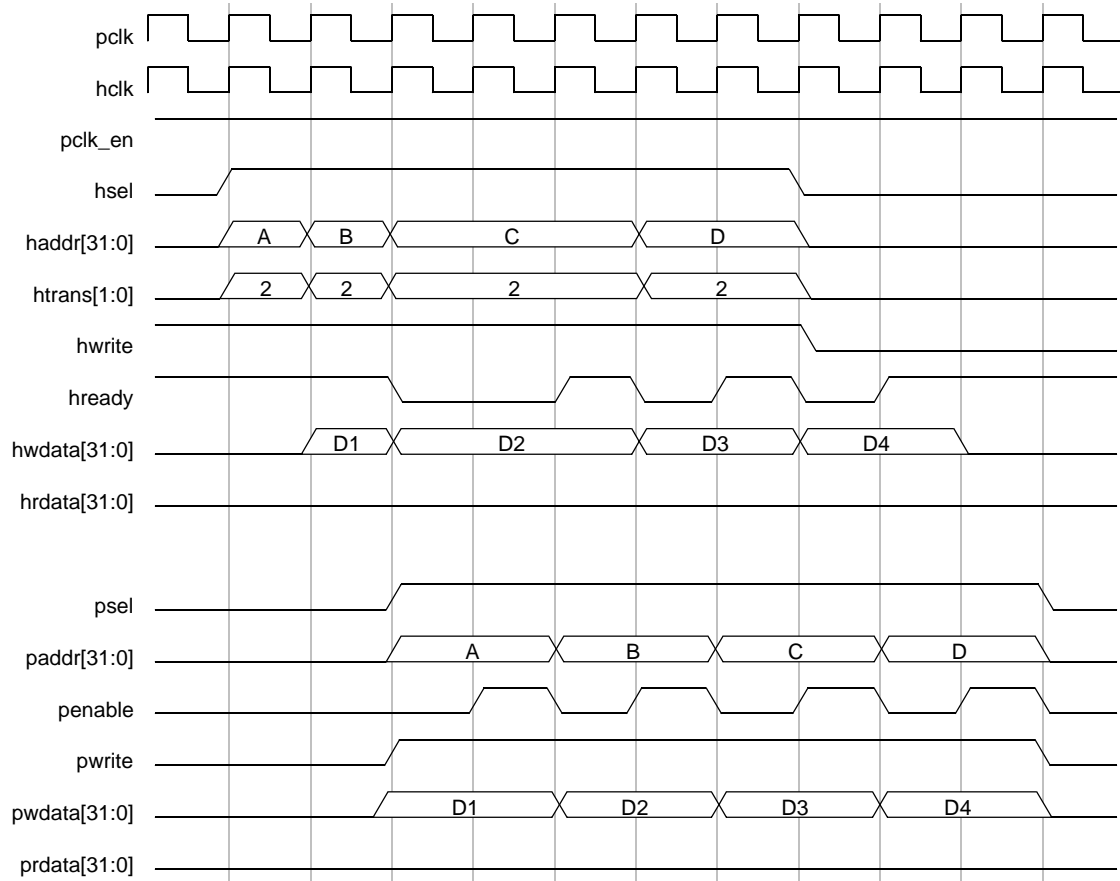 pclk
hclk
pclk_en
hsel
haddr[31:0] A B C D
htrans[1:0] 2 2 2 2
hwrite
hready
hwdata[31:0] D1 D2 D3 D4
hrdata[31:0]
psel
paddr[31:0] A B C D
penable
pwrite
pwdata[31:0] D1 D2 D3 D4
prdata[31:0]